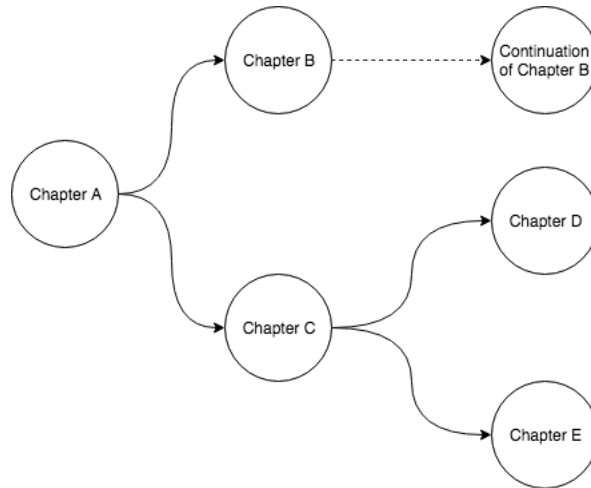 Chapter B
Continuation
of Chapter B
Chapter A
Chapter D
Chapter C
Chapter E